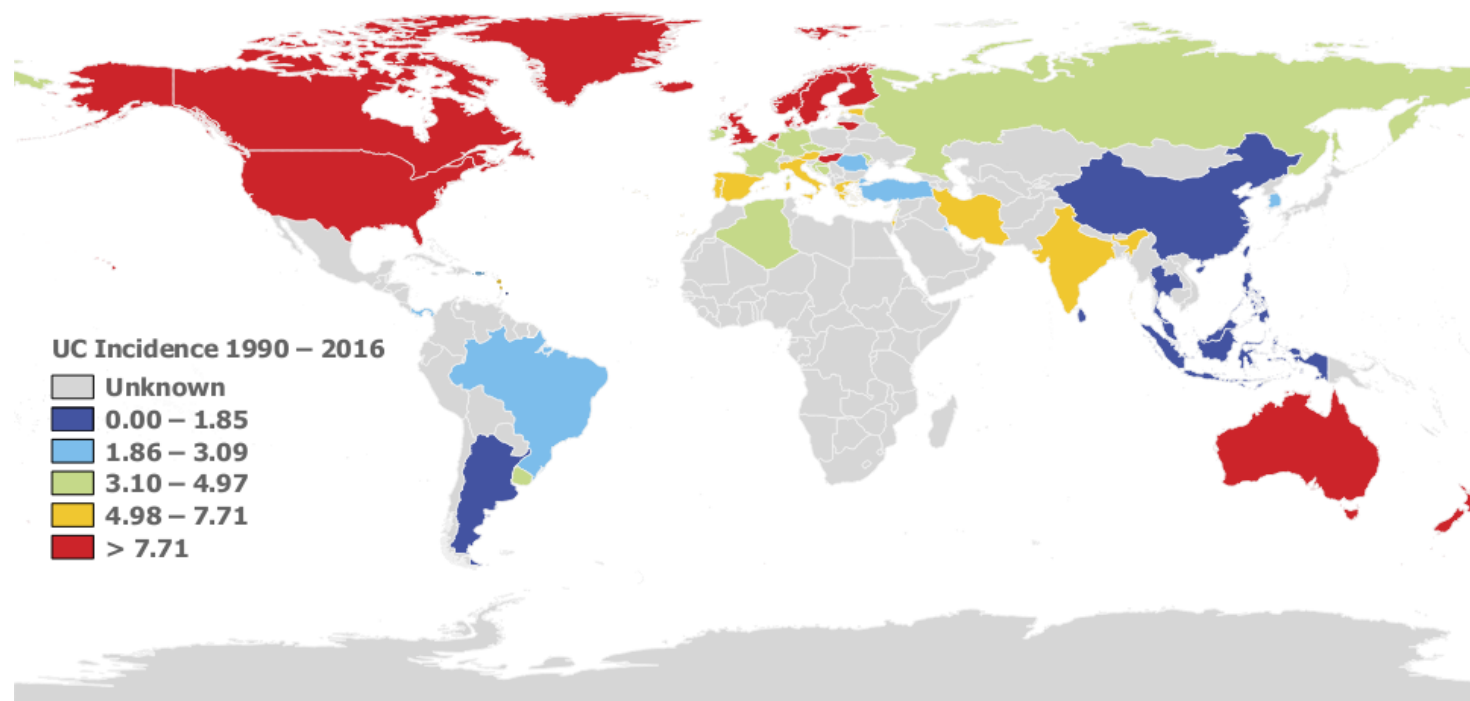 UC Incidence 1990 – 2016
Unknown
0.00 – 1.85
1.86 – 3.09
3.10 – 4.97
4.98 – 7.71
> 7.71